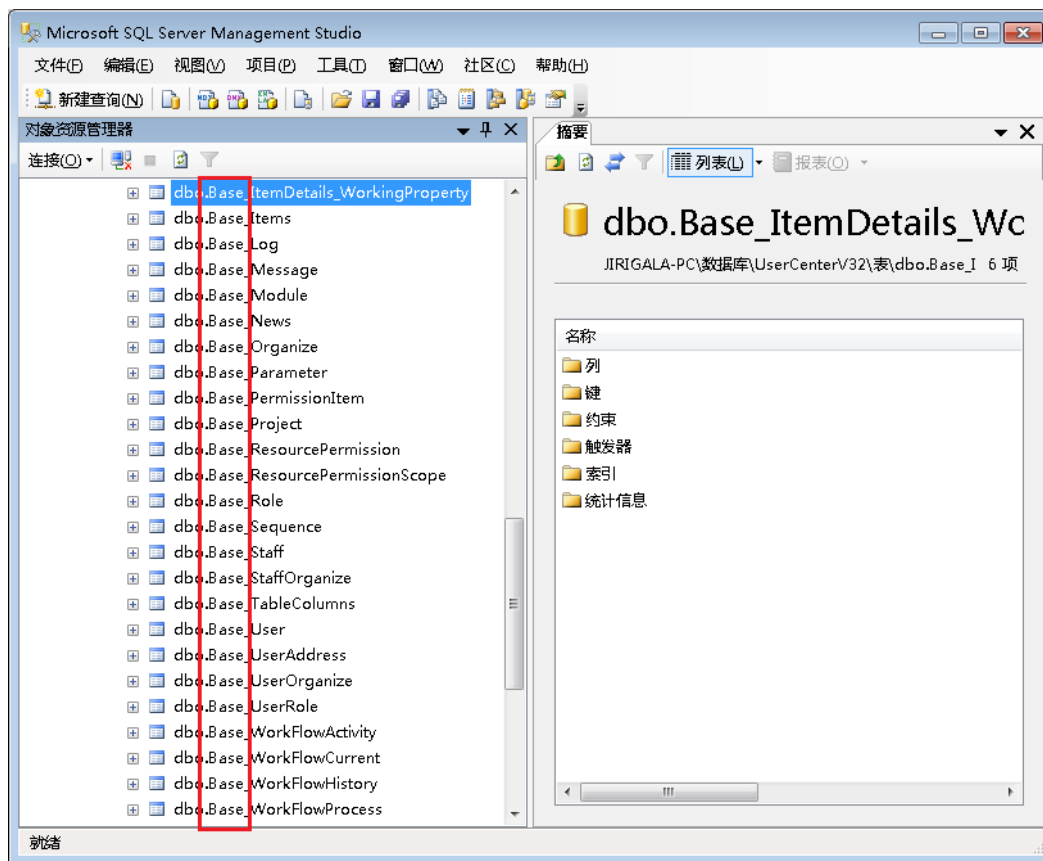 Microsoft SQL Server Management Studio
文件(F) 编辑(E) 视图(V) 项目(P) 工具(T) 窗口(W) 社区(C) 帮助(H)
新建查询(N)
对象资源管理器
连接(O)
dbo.Base_ItemDetails_WorkingProperty
dbo.Base_Items
dbo.Base_Log
dbo.Base_Message
dbo.Base_Module
dbo.Base_News
dbo.Base_Organize
dbo.Base_Parameter
dbo.Base_PermissionItem
dbo.Base_Project
dbo.Base_ResourcePermission
dbo.Base_ResourcePermissionScope
dbo.Base_Role
dbo.Base_Sequence
dbo.Base_Staff
dbo.Base_StaffOrganize
dbo.Base_TableColumns
dbo.Base_User
dbo.Base_UserAddress
dbo.Base_UserOrganize
dbo.Base_UserRole
dbo.Base_WorkFlowActivity
dbo.Base_WorkFlowCurrent
dbo.Base_WorkFlowHistory
dbo.Base_WorkFlowProcess
摘要
列表(L) 报表(O)
dbo.Base_ItemDetails_Wo
JIRIGALA-PC\数据库\UserCenterV32\表\dbo.Base_I 6 项
名称
列
键
约束
触发器
索引
统计信息
就绪